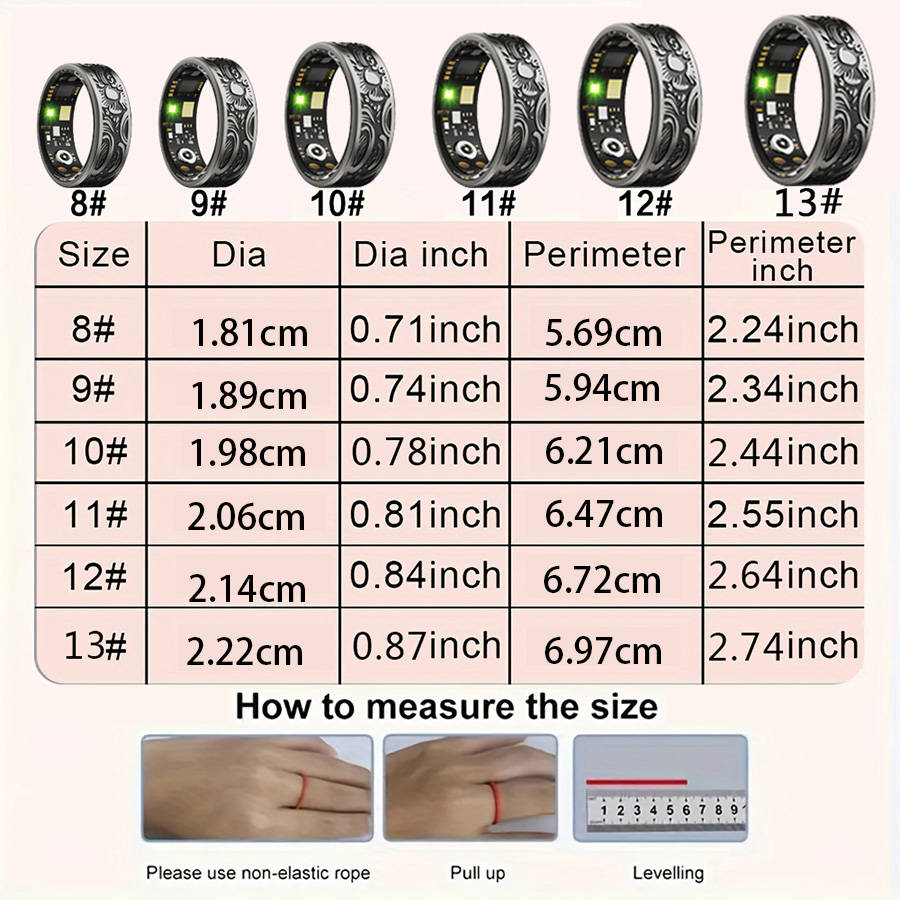 8# 9# 10# 11# 12# 13#
Size Dia Dia inch Perimeter Perimeter inch
8# 1.81cm 0.71inch 5.69cm 2.24inch
9# 1.89cm 0.74inch 5.94cm 2.34inch
10# 1.98cm 0.78inch 6.21cm 2.44inch
11# 2.06cm 0.81inch 6.47cm 2.55inch
12# 2.14cm 0.84inch 6.72cm 2.64inch
13# 2.22cm 0.87inch 6.97cm 2.74inch
How to measure the size
1 2 3 4 5 6 7 8 9
Please use non-elastic rope Pull up Levelling